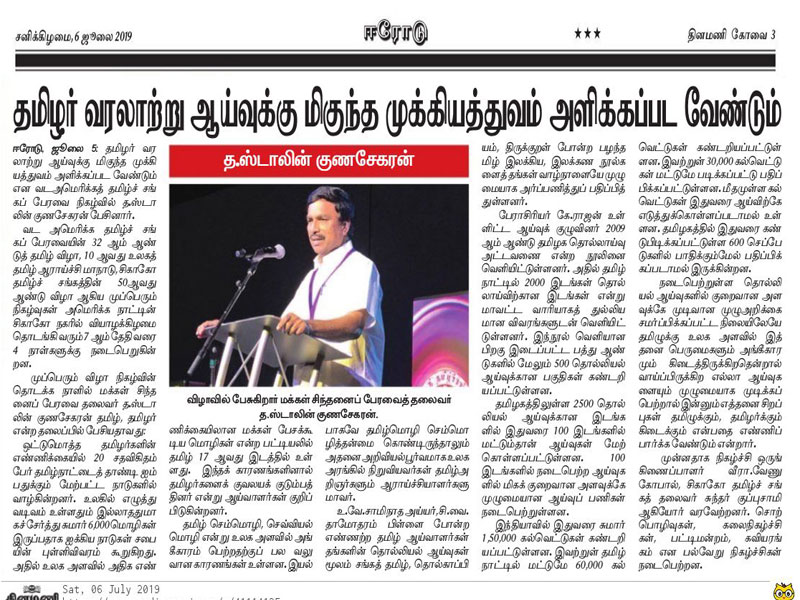 சனிக்கிழமை, 6 ஜூலை 2019
ஈரோடு
★★★
தினமணி கோவை 3
தமிழர் வரலாற்று ஆய்வுக்கு மிகுந்த முக்கியத்துவம் அளிக்கப்பட வேண்டும்
ஈரோடு, ஜூலை 5: தமிழர் வர
லாற்று ஆய்வுக்கு மிகுந்த முக்கி
யத்துவம் அளிக்கப்பட வேண்டும்
என வடஅமெரிக்கத் தமிழ்ச் சங்
கப் பேரவை நிகழ்வில் த.ஸ்டா
லின் குணசேகரன் பேசினார்.
வட அமெரிக்க தமிழ்ச் சங்
கப் பேரவையின் 32 ஆம் ஆண்
டுத் தமிழ் விழா, 10 ஆவது உலகத்
தமிழ் ஆராய்ச்சி மாநாடு, சிகாகோ
தமிழ்ச் சங்கத்தின் 50ஆவது
ஆண்டு விழா ஆகிய முப்பெரும்
நிகழ்வுகள் அமெரிக்க நாட்டின்
சிகாகோ நகரில் வியாழக்கிழமை
தொடங்கி வரும் 7 ஆம் தேதி வரை
4 நாள்களுக்கு நடைபெறுகின்
றன.
முப்பெரும் விழா நிகழ்வின்
தொடக்க நாளில் மக்கள் சிந்த
னைப் பேரவை தலைவர் த.ஸ்டா
லின் குணசேகரன் தமிழ், தமிழர்
என்ற தலைப்பில் பேசியதாவது:
ஒட்டுமொத்த தமிழர்களின்
எண்ணிக்கையில் 20 சதவிகிதம்
பேர் தமிழ்நாட்டைத் தாண்டி ஐம்
பதுக்கும் மேற்பட்ட நாடுகளில்
வாழ்கின்றனர். உலகில் எழுத்து
வடிவம் உள்ளதும் இல்லாததுமா
கச் சேர்த்து சுமார் 6,000 மொழிகள்
இருப்பதாக ஐக்கிய நாடுகள் சபை
யின் புள்ளிவிவரம் கூறுகிறது.
அதில் உலக அளவில் அதிக எண்
த.ஸ்டாலின் குணசேகரன்
விழாவில் பேசுகிறார் மக்கள் சிந்தனைப் பேரவைத் தலைவர்
த.ஸ்டாலின் குணசேகரன்.
ணிக்கையிலான மக்கள் பேசக்கூ
டிய மொழிகள் என்ற பட்டியலில்
தமிழ் 17 ஆவது இடத்தில் உள்
ளது. இந்தக் காரணங்களினால்
தமிழர்களைக் குவலயக் குடும்பத்
தினர் என்று ஆய்வாளர்கள் குறிப்
பிடுகின்றனர்.
தமிழ் செம்மொழி, செவ்வியல்
மொழி என்று உலக அளவில் அங்
கீகாரம் பெற்றதற்குப் பல வலு
வான காரணங்கள் உள்ளன. இயல்
பாகவே தமிழ்மொழி செம்மொ
ழித்தன்மை கொண்டிருந்தாலும்
அதனை அறிவியல்பூர்வமாக உலக
அரங்கில் நிறுவியவர்கள் தமிழ்அ
றிஞர்களும் ஆராய்ச்சியாளர்களு
மாவர்.
உ.வே.சாமிநாத அய்யர், சி.வை.
தாமோதரம் பிள்ளை போன்ற
எண்ணற்ற தமிழ் ஆய்வாளர்கள்
தங்களின் தொல்லியல் ஆய்வுகள்
மூலம் சங்கத் தமிழ், தொல்காப்பி
யம், திருக்குறள் போன்ற பழந்த
மிழ் இலக்கிய, இலக்கண நூல்க
ளைத் தங்கள் வாழ்நாளையே முழு
மையாக அர்ப்பணித்துப் பதிப்பித்
துள்ளனர்.
பேராசிரியர் கே.ராஜன் உள்
ளிட்ட ஆய்வுக் குழுவினர் 2009
ஆம் ஆண்டு தமிழக தொல்லாய்வு
அட்டவணை என்ற நூலினை
வெளியிட்டுள்ளனர். அதில் தமிழ்
நாட்டில் 2000 இடங்கள் தொல்
லாய்விற்கான இடங்கள் என்று
மாவட்ட வாரியாகத் துல்லிய
மான விவரங்களுடன் வெளியிட்
டுள்ளனர். இந்நூல் வெளியான
பிறகு இடைப்பட்ட பத்து ஆண்
டுகளில் மேலும் 500 தொல்லியல்
ஆய்வுக்கான பகுதிகள் கண்டறி
யப்பட்டுள்ளன.
தமிழகத்திலுள்ள 2500 தொல்லி
யல் ஆய்வுக்கான இடங்க
ளில் இதுவரை 100 இடங்களில்
மட்டும்தான் ஆய்வுகள் மேற்
கொள்ளப்பட்டுள்ளன. 100
இடங்களில் நடைபெற்ற ஆய்வுக
ளில் மிகக் குறைவான அளவுக்கே
முழுமையான ஆய்வுப் பணிகள்
நடைபெற்றுள்ளன.
இந்தியாவில் இதுவரை சுமார்
1,50,000 கல்வெட்டுகள் கண்டறி
யப்பட்டுள்ளன. இவற்றுள் தமிழ்
நாட்டில் மட்டுமே 60,000 கல்
வெட்டுகள் கண்டறியப்பட்டுள்
ளன. இவற்றுள் 30,000 கல்வெட்டு
கள் மட்டுமே படிக்கப்பட்டு பதிப்
பிக்கப்பட்டுள்ளன. மீதமுள்ள கல்
வெட்டுகள் இதுவரை ஆய்விற்கே
எடுத்துக்கொள்ளப்படாமல் உள்
ளன. தமிழகத்தில் இதுவரை கண்
டுபிடிக்கப்பட்டுள்ள 600 செப்பே
டுகளில் பாதிக்கும்மேல் பதிப்பிக்
கப்படாமல் இருக்கின்றன.
நடைபெற்றுள்ள தொல்லி
யல் ஆய்வுகளில் குறைவான அள
வுக்கே முடிவான முழுஅறிக்கை
சமர்ப்பிக்கப்பட்ட நிலையிலேயே
தமிழுக்கு உலக அளவில் இத்
தனை பெருமைகளும் அங்கீகார
மும் கிடைத்திருக்கிறதென்றால்
வாய்ப்பிருக்கிற எல்லா ஆய்வுக
ளையும் முழுமையாக முடிக்கப்
பெற்றால் இன்னும் எத்தனை சிறப்
புகள் தமிழுக்கும், தமிழர்க்கும்
கிடைக்கும் என்பதை எண்ணிப்
பார்க்க வேண்டும் என்றார்.
முன்னதாக நிகழ்ச்சி ஒருங்
கிணைப்பாளர் வீரா.வேணு
கோபால், சிகாகோ தமிழ்ச் சங்
கத் தலைவர் சுந்தர் குப்புசாமி
ஆகியோர் வரவேற்றனர். சொற்
பொழிவுகள், கலைநிகழ்ச்சி
கள், பட்டிமன்றம், கவியரங்
கம் என பல்வேறு நிகழ்ச்சிகள்
நடைபெற்றன.
தினமணி
Sat, 06 July 2019